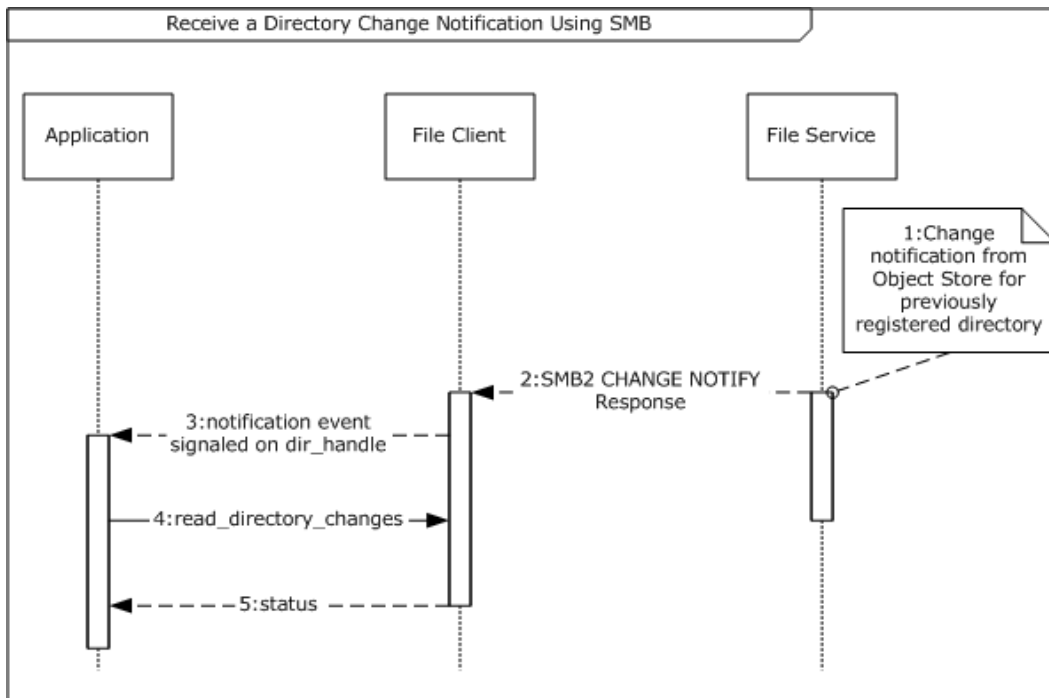 Receive a Directory Change Notification Using SMB
Application
File Client
File Service
1:Change
notification from
Object Store for
previously
registered directory
2:SMB2 CHANGE NOTIFY
Response
3:notification event
signaled on dir_handle
4:read_directory_changes
5:status